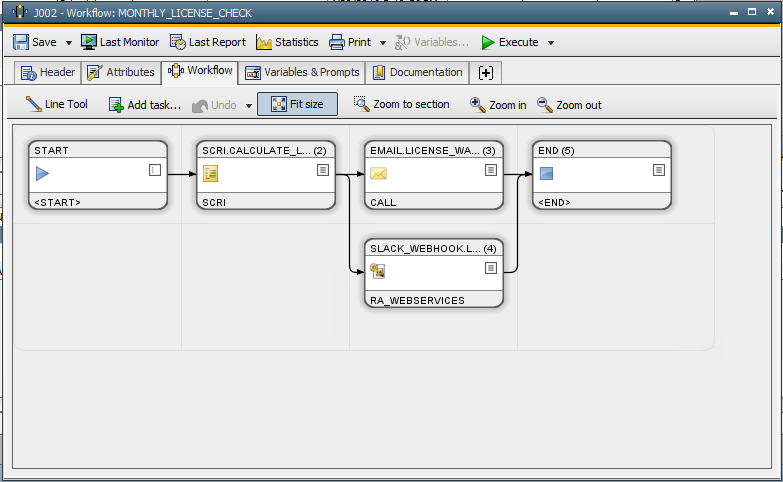 J002 - Workflow: MONTHLY_LICENSE_CHECK
Save Last Monitor Last Report Statistics Print Variables... Execute
Header Attributes Workflow Variables & Prompts Documentation [+]
Line Tool Add task... Undo Fit size Zoom to section Zoom in Zoom out
START SCRI.CALCULATE_L... (2) EMAIL.LICENSE_WA... (3) END (5)
<START> SCRI CALL <END>
SLACK_WEBHOOK.L... (4)
RA_WEBSERVICES